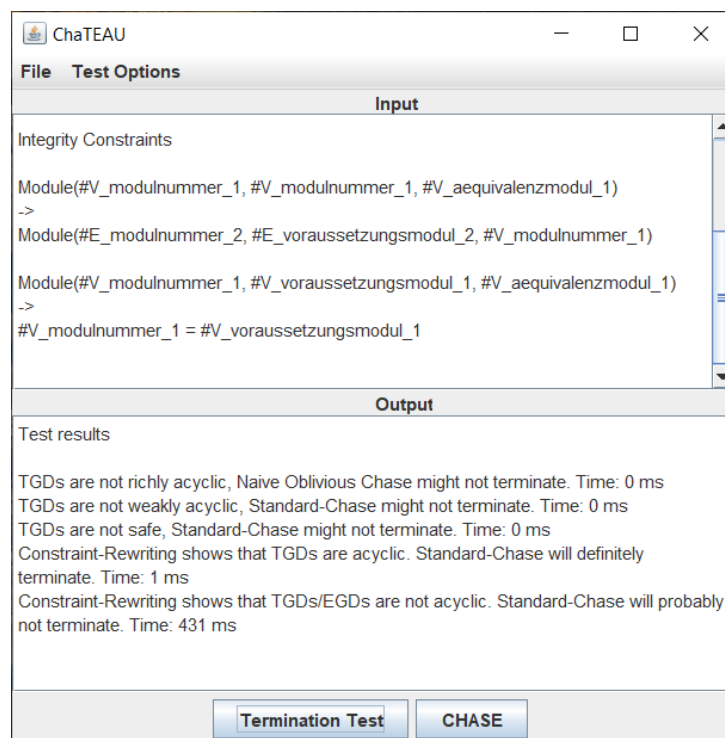 ChaTEAU
File Test Options
Input
Integrity Constraints
Module(#V_modulnummer_1, #V_modulnummer_1, #V_aequivalenzmodul_1)
->
Module(#E_modulnummer_2, #E_voraussetzungsmodul_2, #V_modulnummer_1)
Module(#V_modulnummer_1, #V_voraussetzungsmodul_1, #V_aequivalenzmodul_1)
->
#V_modulnummer_1 = #V_voraussetzungsmodul_1
Output
Test results
TGDs are not richly acyclic, Naive Oblivious Chase might not terminate. Time: 0 ms
TGDs are not weakly acyclic, Standard-Chase might not terminate. Time: 0 ms
TGDs are not safe, Standard-Chase might not terminate. Time: 0 ms
Constraint-Rewriting shows that TGDs are acyclic. Standard-Chase will definitely
terminate. Time: 1 ms
Constraint-Rewriting shows that TGDs/EGDs are not acyclic. Standard-Chase will probably
not terminate. Time: 431 ms
Termination Test CHASE